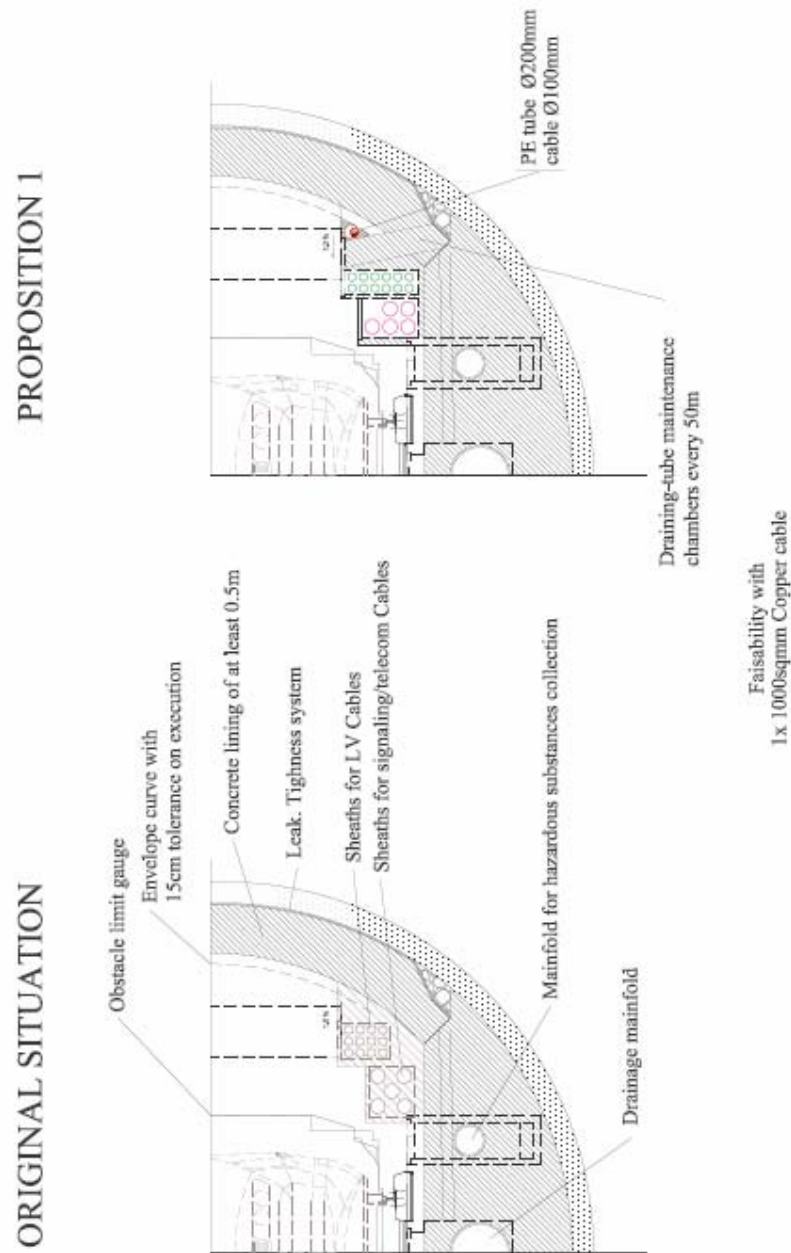 ORIGINAL SITUATION
Obstacle limit gauge
Envelope curve with
15cm tolerance on execution
Concrete lining of at least 0.5m
Leak. Tighness system
Sheaths for LV Cables
Sheaths for signaling/telecom Cables
Mainfold for hazardous substances collection
Drainage mainfold
PROPOSITION 1
PE tube Ø200mm
cable Ø100mm
Draining-tube maintenance
chambers every 50m
Faisability with
1x 1000sqmm Copper cable